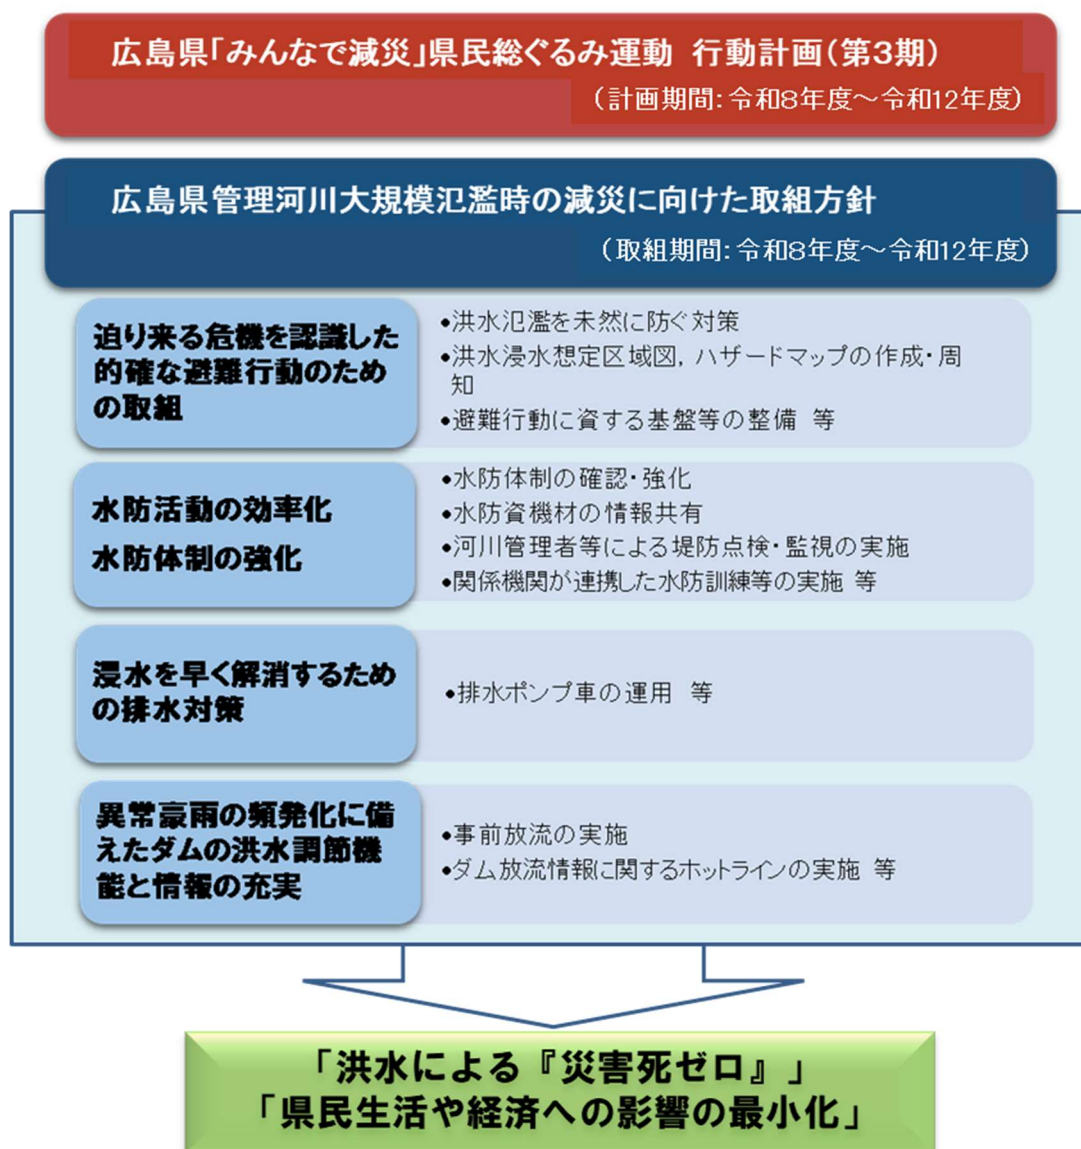 広島県「みんなで減災」県民総ぐるみ運動 行動計画(第3期)
(計画期間:令和8年度～令和12年度)
広島県管理河川大規模氾濫時の減災に向けた取組方針
(取組期間:令和8年度～令和12年度)
迫り来る危機を認識した
的確な避難行動のため
の取組
•洪水氾濫を未然に防ぐ対策
•洪水浸水想定区域図，ハザードマップの作成・周
知
•避難行動に資する基盤等の整備 等
水防活動の効率化
水防体制の強化
•水防体制の確認・強化
•水防資機材の情報共有
•河川管理者等による堤防点検・監視の実施
•関係機関が連携した水防訓練等の実施 等
浸水を早く解消するため
の排水対策
•排水ポンプ車の運用 等
異常豪雨の頻発化に備
えたダムの洪水調節機
能と情報の充実
•事前放流の実施
•ダム放流情報に関するホットラインの実施 等
「洪水による『災害死ゼロ』」
「県民生活や経済への影響の最小化」